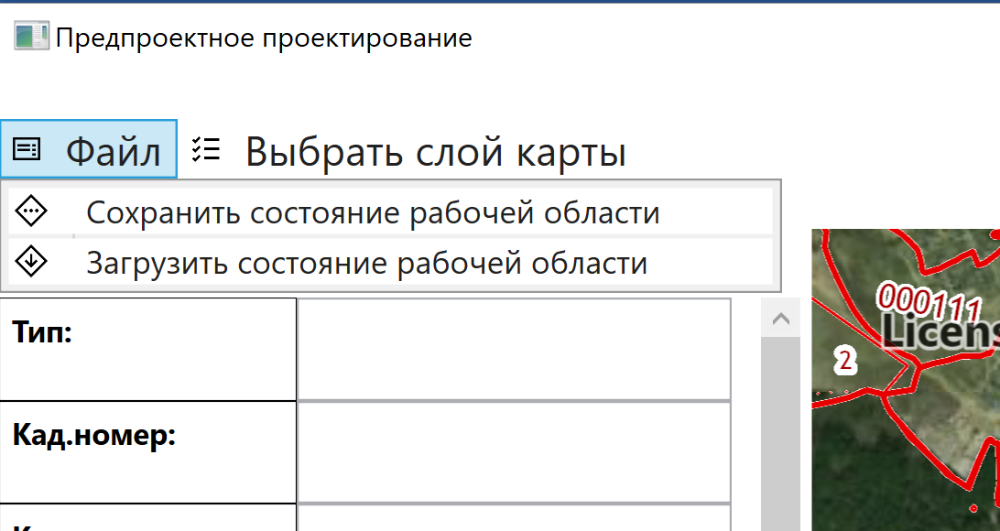 Предпроектное проектирование
Файл Выбрать слой карты
Сохранить состояние рабочей области
Загрузить состояние рабочей области
Тип:
Кад.номер:
000111
Licens
2